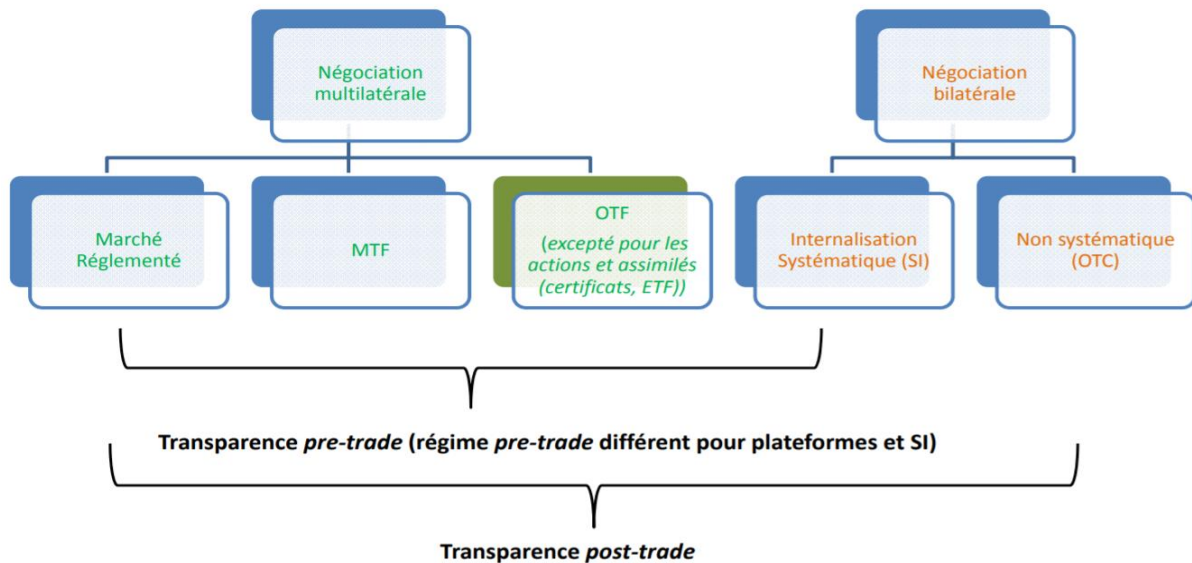 Négociation
multilatérale
Négociation
bilatérale
Marché
Réglementé
MTF
OTF
(excepté pour les
actions et assimilés
(certificats, ETF))
Internalisation
Systématique (SI)
Non systématique
(OTC)
Transparence pre-trade (régime pre-trade différent pour plateformes et SI)
Transparence post-trade